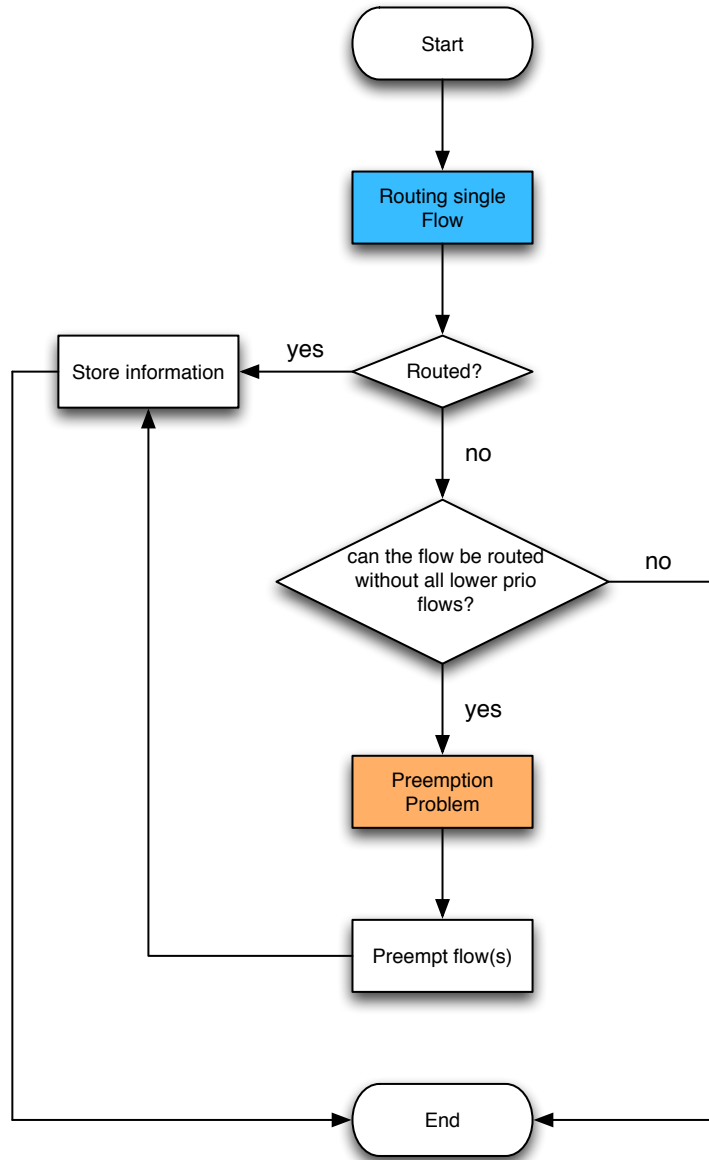 Start
Routing single
Flow
yes
Store information
Routed?
no
can the flow be routed
without all lower prio
flows?
no
yes
Preemption
Problem
Preempt flow(s)
End